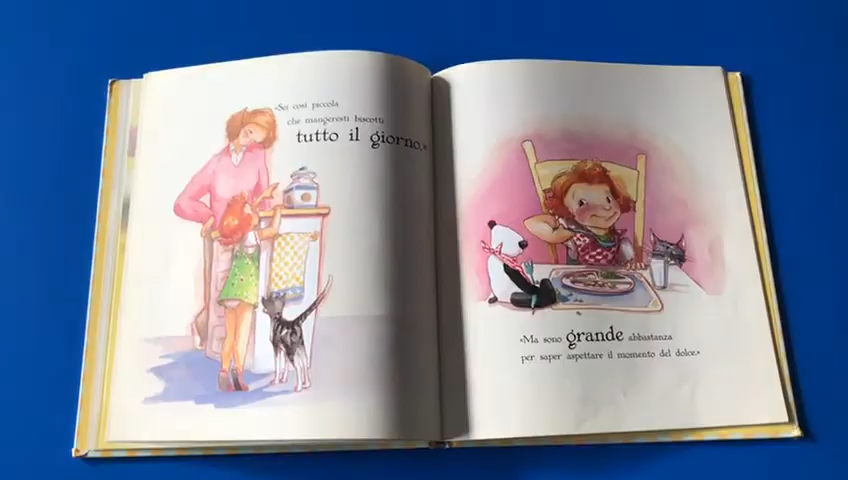 «Sei così piccola
che mangeresti biscotti
tutto il giorno.»
«Ma sono grande abbastanza
per saper aspettare il momento del dolce.»